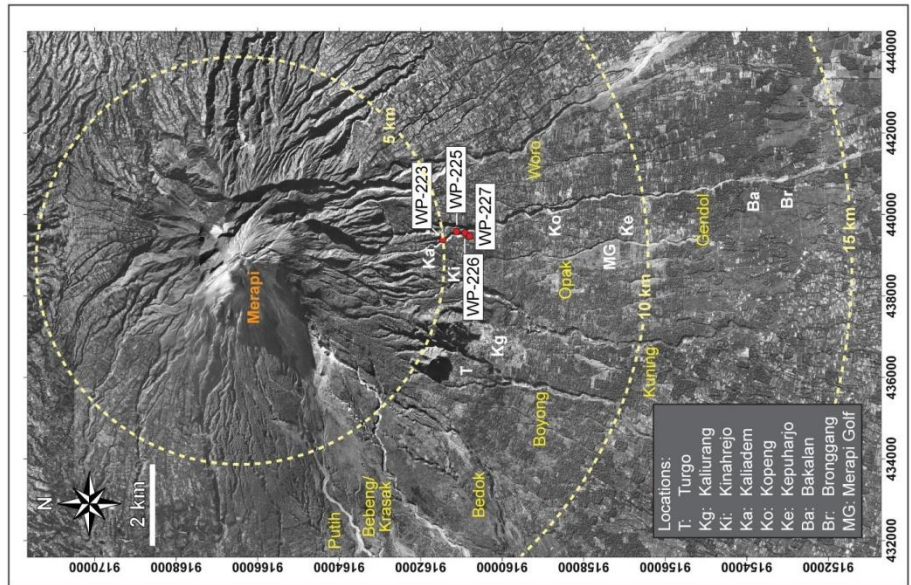 N
2 km
Merapi
5 km
10 km
15 km
WP-223
WP-225
WP-226
WP-227
Ka
Ki
T
Kg
Ko
Ke
MG
Ba
Br
Putih
Bebeng/
Krasak
Bedok
Boyong
Kuning
Opak
Gendol
Woro
Locations:
T: Turgo
Kg: Kaliurang
Ki: Kinahrejo
Ka: Kaliadem
Ko: Kopeng
Ke: Kepuharjo
Ba: Bakalan
Br: Bronggang
MG: Merapi Golf
9170000
9168000
9166000
9164000
9162000
9160000
9158000
9156000
9154000
9152000
432000
434000
436000
438000
440000
442000
444000